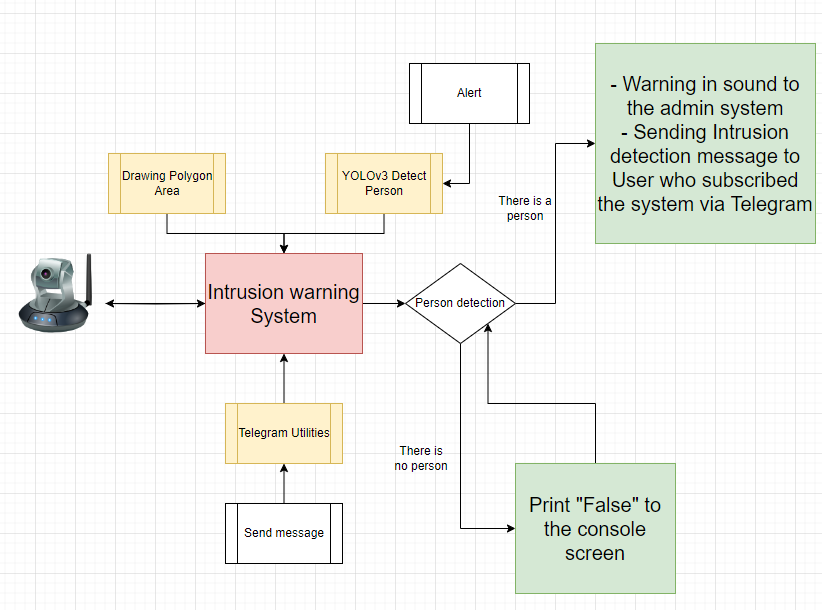 Alert
- Warning in sound to
the admin system
- Sending Intrusion
detection message to
User who subscribed
the system via Telegram
Drawing Polygon
Area
YOLOv3 Detect
Person
There is a
person
Intrusion warning
System
Person detection
Telegram Utilities
There is
no person
Send message
Print "False" to
the console
screen